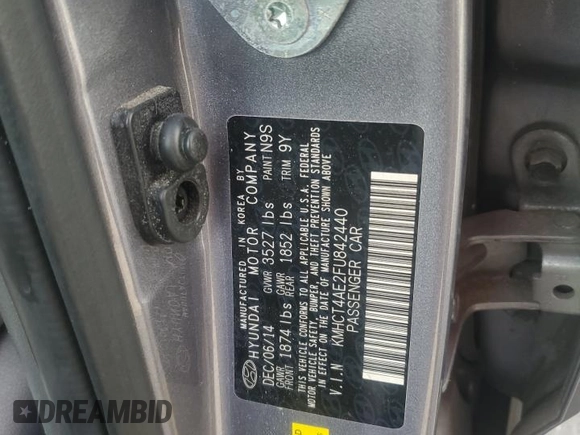 MANUFACTURED IN KOREA BY
HYUNDAI MOTOR COMPANY
DEC/06/14 GVWR 3527 lbs PAINT N9S
GAWR FRONT 1874 lbs GAWR REAR 1852 lbs TRIM 9Y
THIS VEHICLE CONFORMS TO ALL APPLICABLE U.S.A. FEDERAL
MOTOR VEHICLE SAFETY, BUMPER, AND THEFT PREVENTION STANDARDS
IN EFFECT ON THE DATE OF MANUFACTURE SHOWN ABOVE
V.I.N : KMHCT4AE2FU842440
PASSENGER CAR
DREAMBID